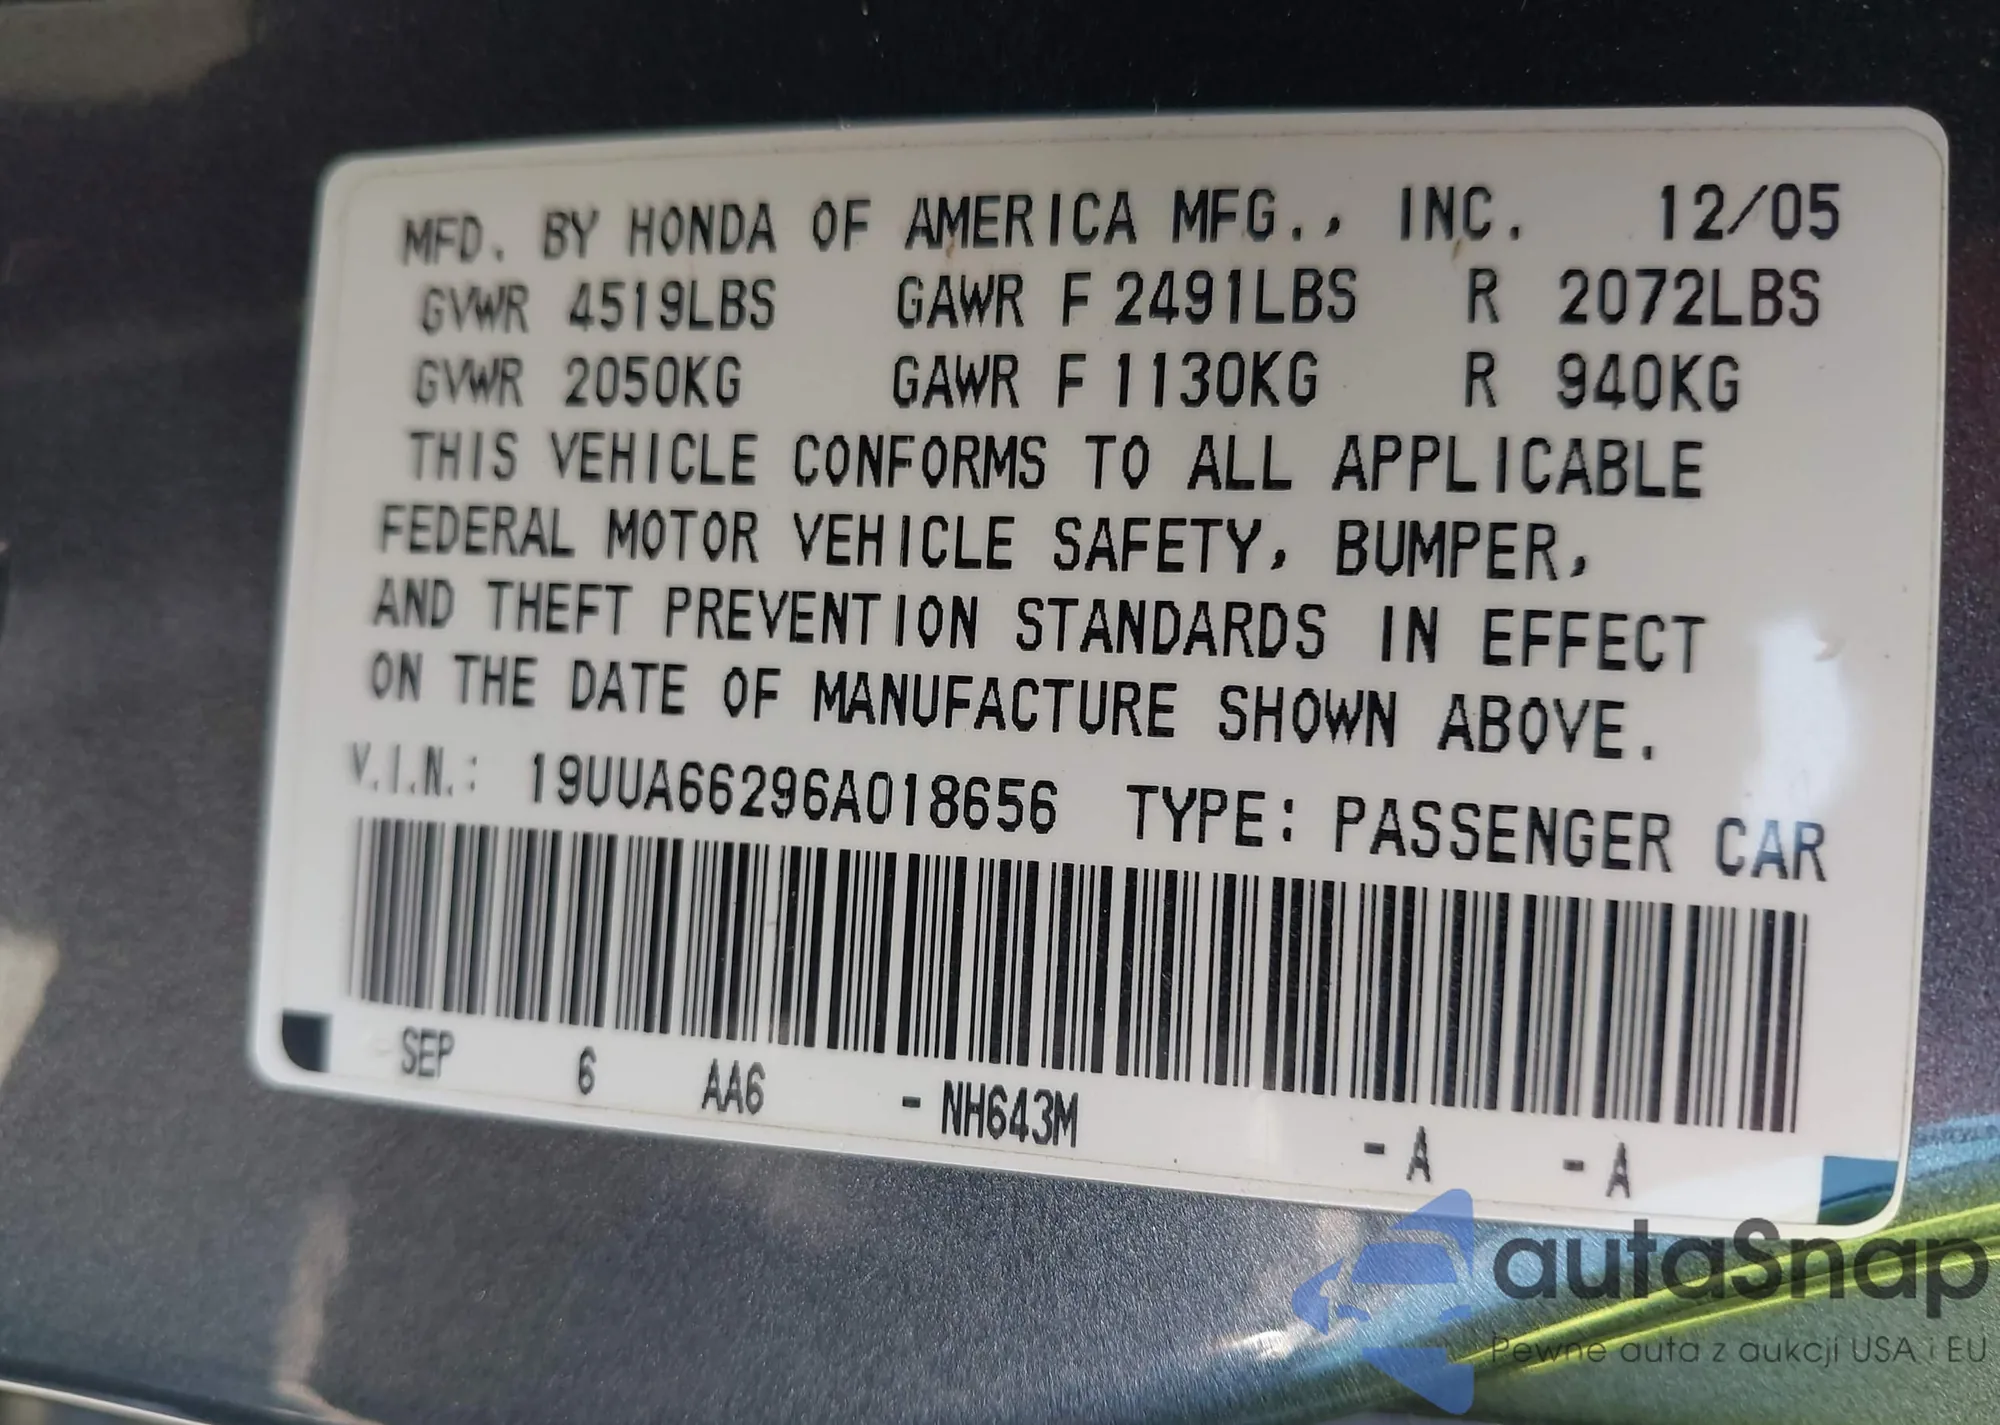 MFD. BY HONDA OF AMERICA MFG., INC. 12/05
GVWR 4519LBS GAWR F 2491LBS R 2072LBS
GVWR 2050KG GAWR F 1130KG R 940KG
THIS VEHICLE CONFORMS TO ALL APPLICABLE
FEDERAL MOTOR VEHICLE SAFETY, BUMPER,
AND THEFT PREVENTION STANDARDS IN EFFECT
ON THE DATE OF MANUFACTURE SHOWN ABOVE.
V.I.N.: 19UUA66296A018656 TYPE: PASSENGER CAR
SEP 6 AA6 - NH643M - A - A
autaSnap
Pewne auta z aukcji USA i EU